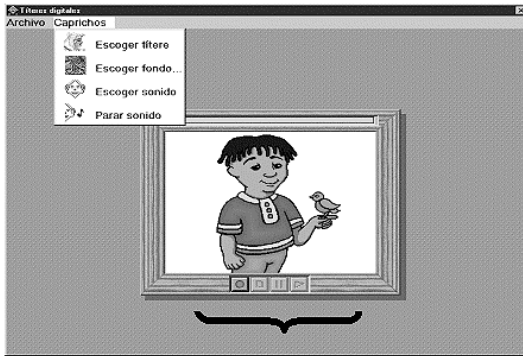 Títeres digitales
Archivo Caprichos
Escoger títere
Escoger fondo...
Escoger sonido
Parar sonido